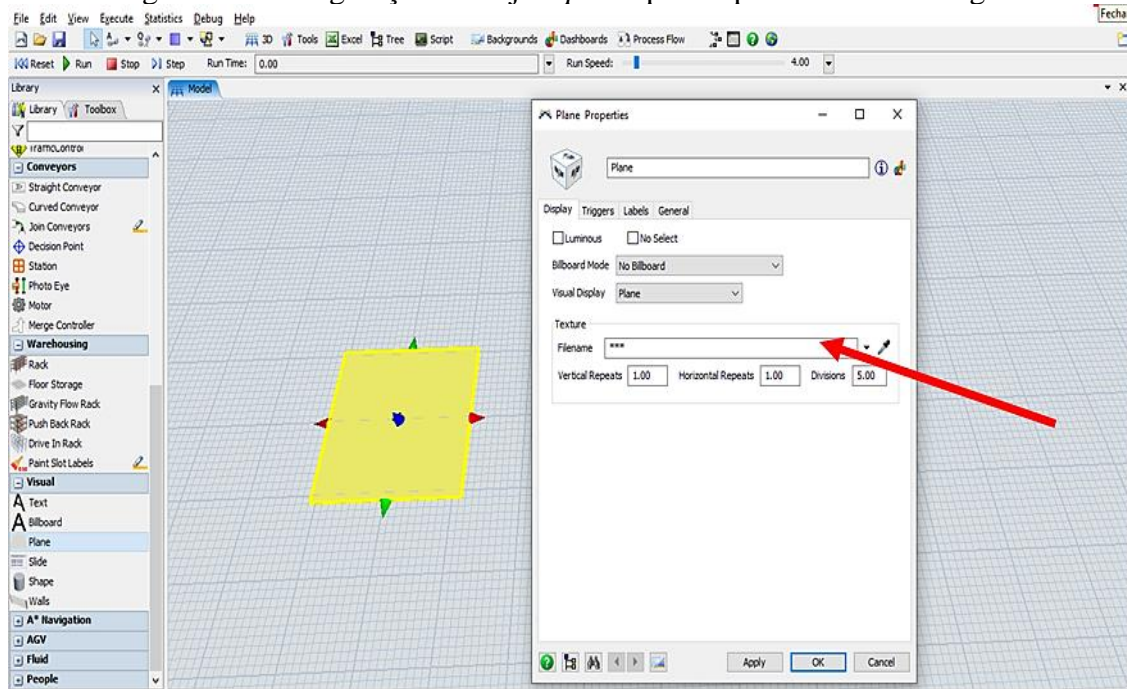 File Edit View Execute Statistics Debug Help
Fecha
3D Tools Excel Tree Script Backgrounds Dashboards Process Flow
Reset Run Stop Step Run Time: 0.00 Run Speed: 4.00
Library X Model
Library Toolbox
Conveyors
Straight Conveyor
Curved Conveyor
Join Conveyors
Decision Point
Station
Photo Eye
Motor
Merge Controller
Warehousing
Rack
Floor Storage
Gravity Flow Rack
Push Back Rack
Drive In Rack
Paint Slot Labels
Visual
Text
Billboard
Plane
Slide
Shape
Walls
A* Navigation
AGV
Fluid
People
Plane Properties
Plane
Display Triggers Labels General
Luminous No Select
Billboard Mode No Billboard
Visual Display Plane
Texture
Filename ***
Vertical Repeats 1.00 Horizontal Repeats 1.00 Divisions 5.00
Apply OK Cancel